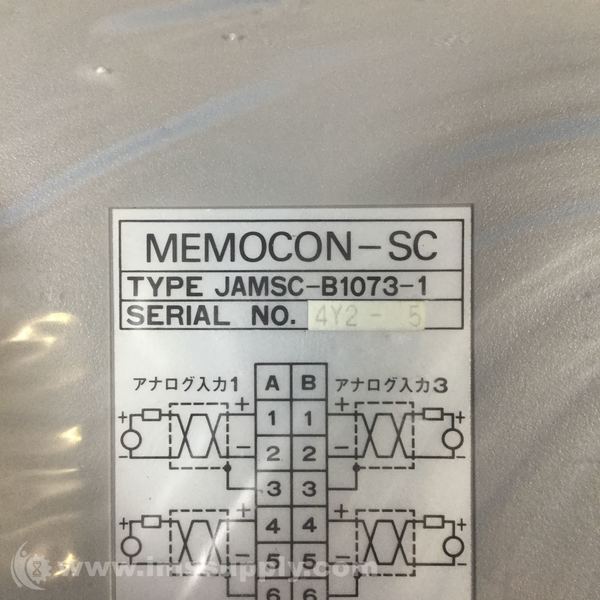 MEMOCON-SC
TYPE JAMSC-B1073-1
SERIAL NO. 4Y2 - 5
アナログ入力1 A B アナログ入力3
+ + 1 1 + +
- 2 2 -
3 3
+ + 4 4 + +
- 5 5 -
6 6
www.imssupply.com